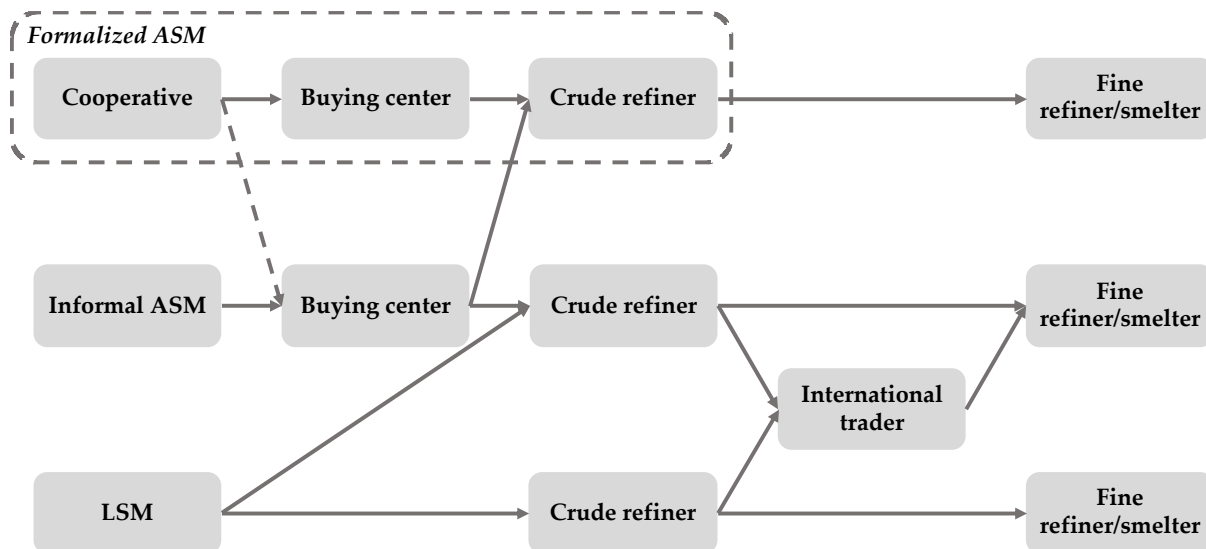 Formalized ASM
Cooperative
Buying center
Crude refiner
Fine
refiner/smelter
Informal ASM
Buying center
Crude refiner
Fine
refiner/smelter
International
trader
LSM
Crude refiner
Fine
refiner/smelter